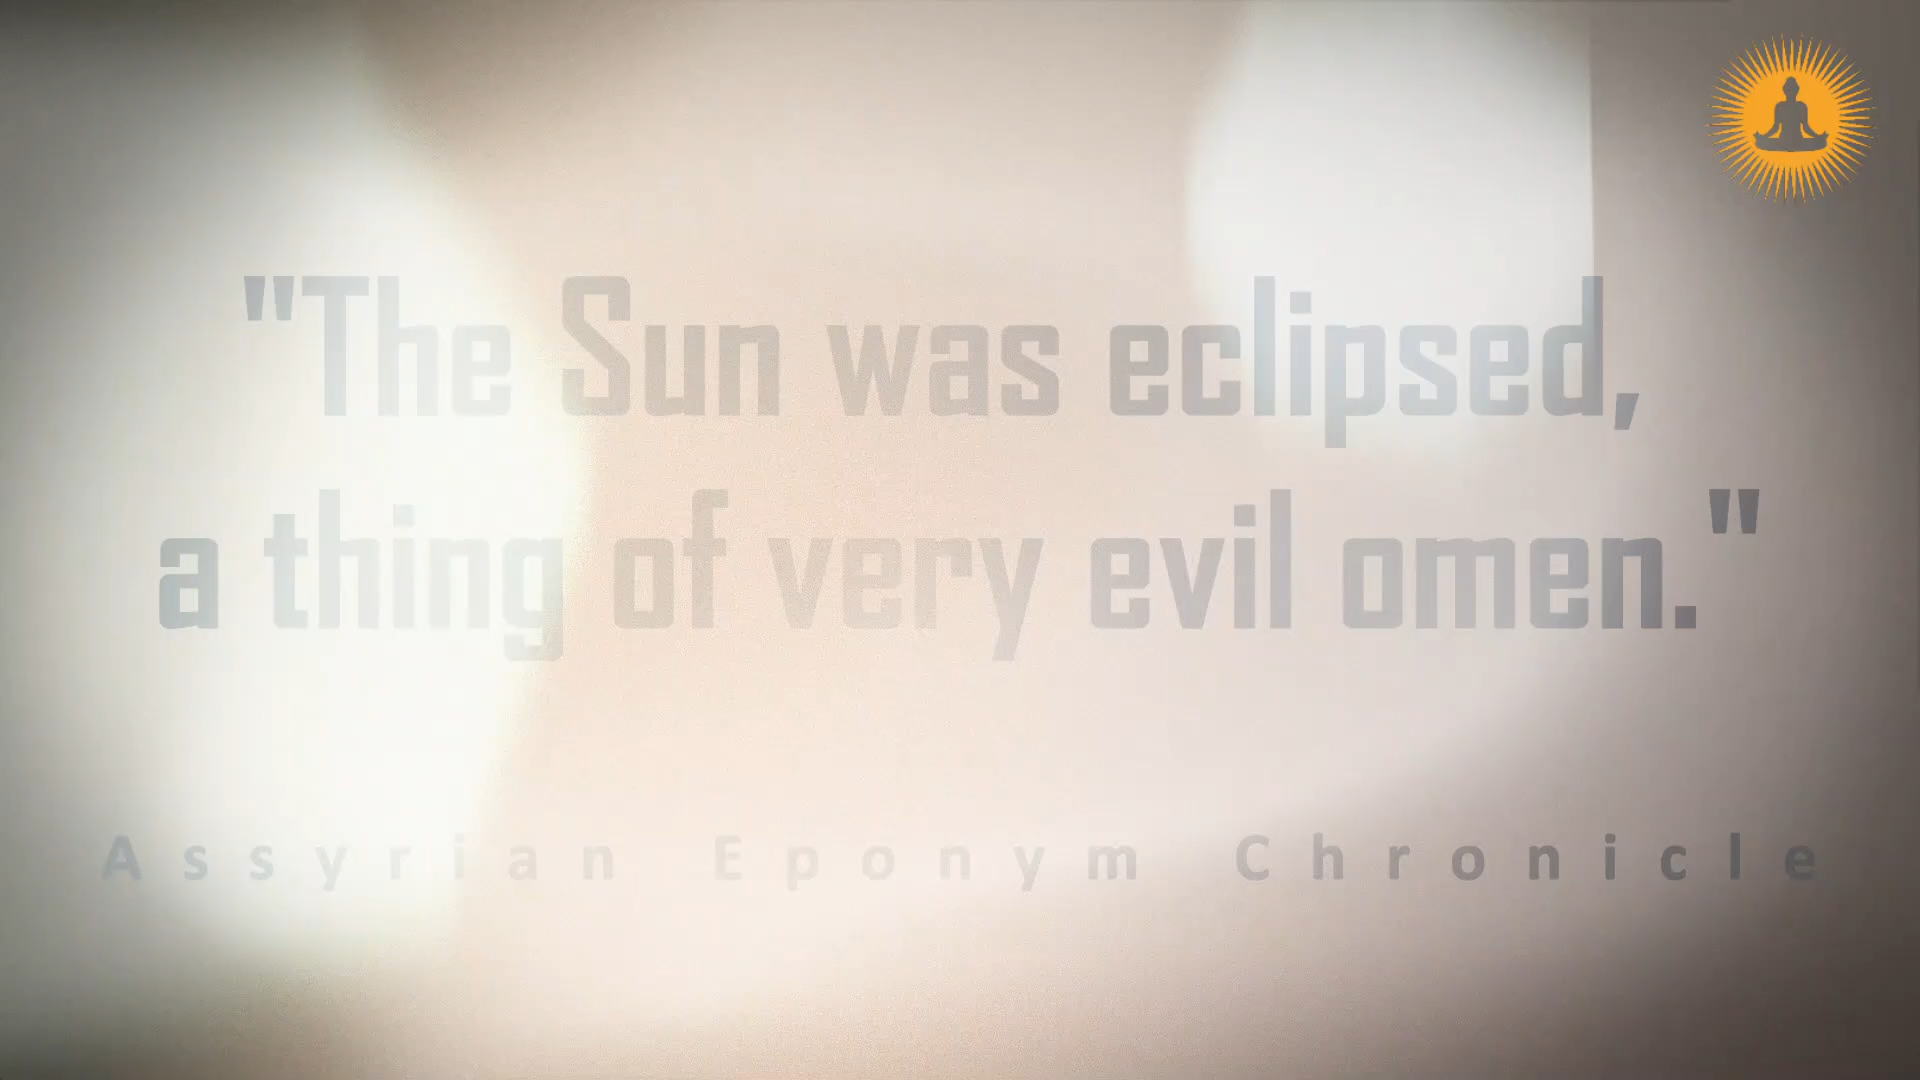 "The Sun was eclipsed,
a thing of very evil omen."
Assyrian Eponym Chronicle